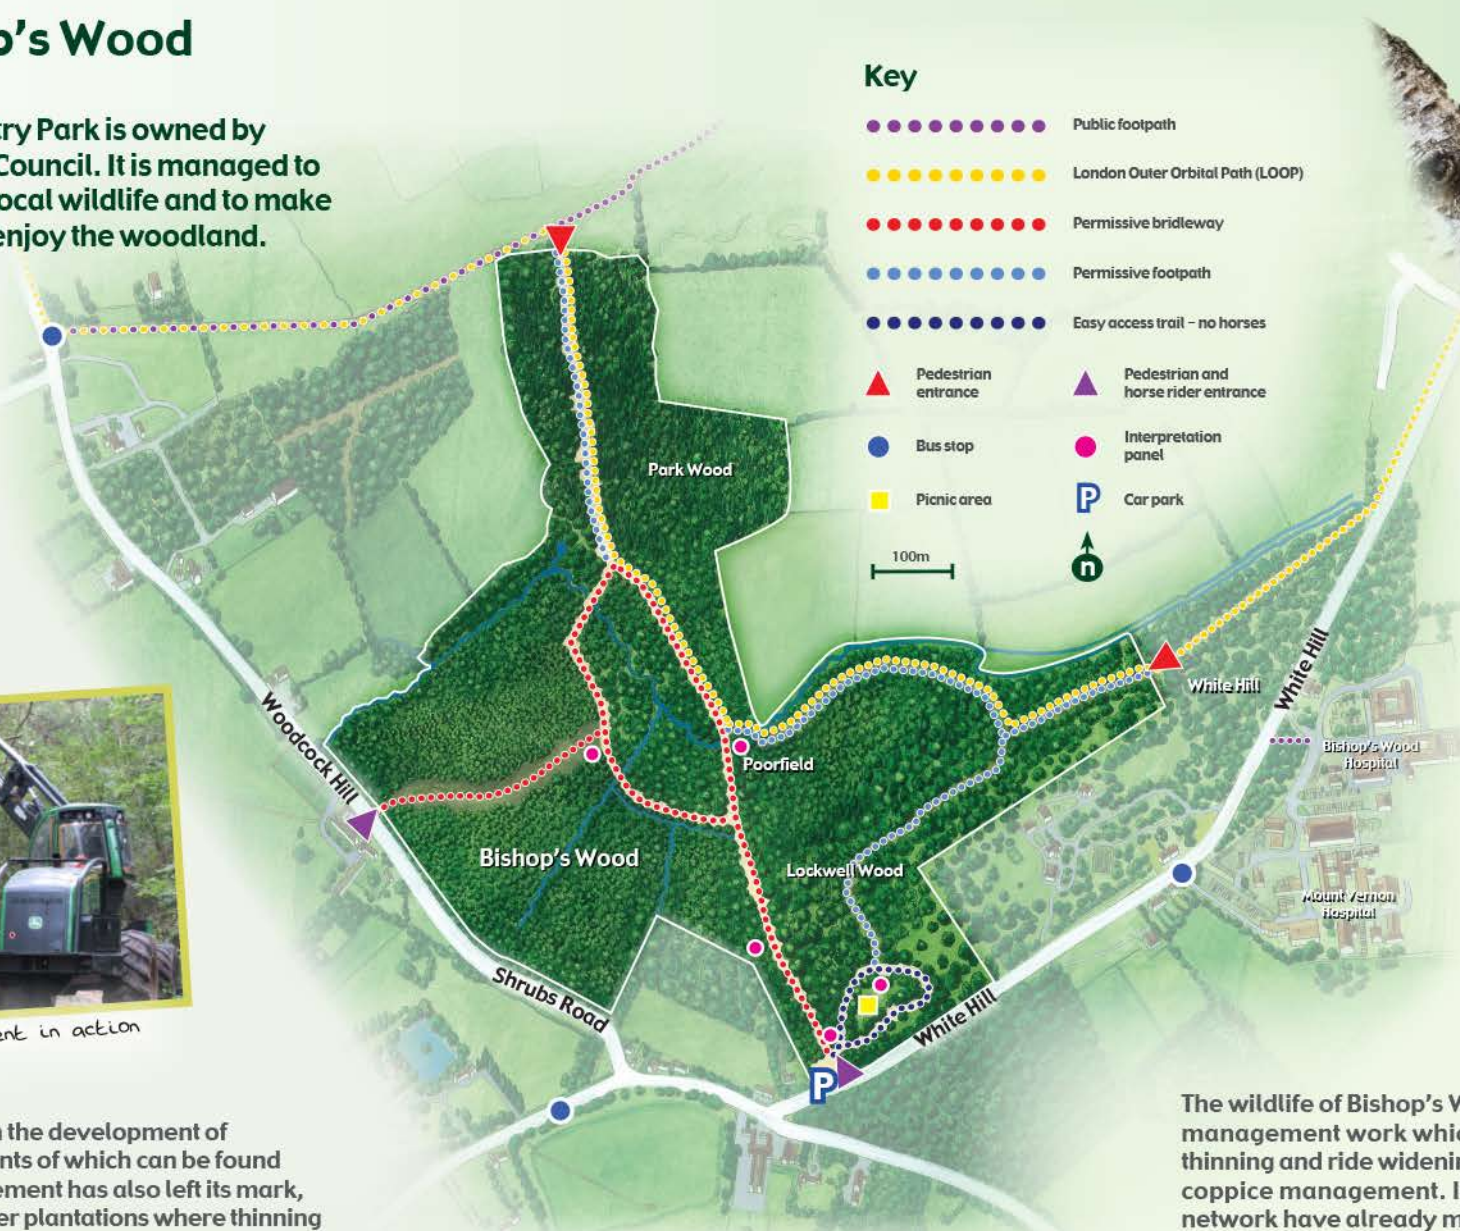 p's Wood
try Park is owned by
Council. It is managed to
ocal wildlife and to make
enjoy the woodland.
Key
Public footpath
London Outer Orbital Path (LOOP)
Permissive bridleway
Permissive footpath
Easy access trail – no horses
Pedestrian
entrance
Pedestrian and
horse rider entrance
Bus stop
Interpretation
panel
Picnic area
P
Car park
100m
n
Park Wood
White Hill
White Hill
Woodcock Hill
Poorfield
Bishop's Wood
Hospital
Bishop's Wood
Lockwell Wood
Mount Vernon
Hospital
Shrubs Road
White Hill
P
ent in action
n the development of
nts of which can be found
ement has also left its mark,
er plantations where thinning
The wildlife of Bishop's W
management work whic
thinning and ride wideni
coppice management. I
network have already m